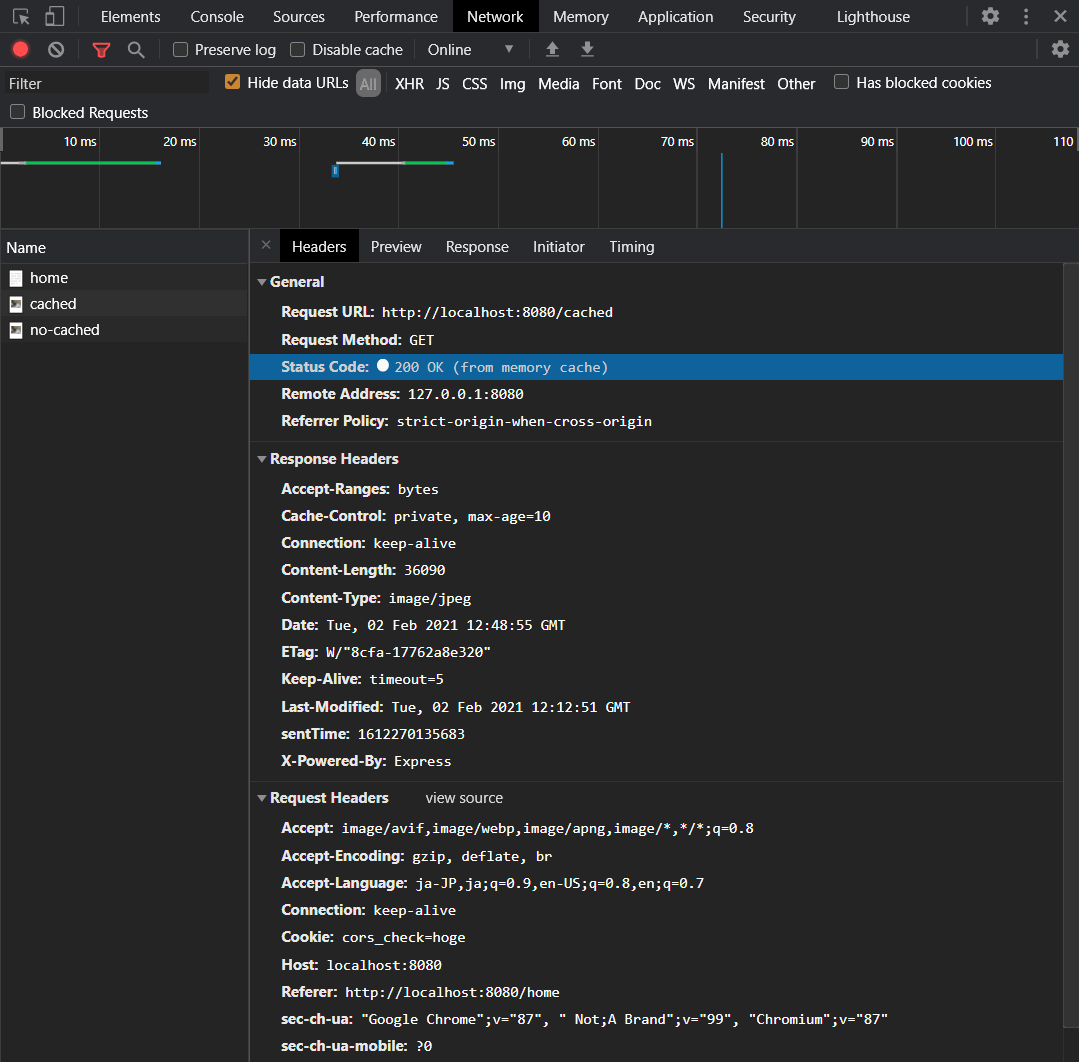 Elements Console Sources Performance Network Memory Application Security Lighthouse
Preserve log Disable cache Online
Filter Hide data URLs All XHR JS CSS Img Media Font Doc WS Manifest Other Has blocked cookies
Blocked Requests
10 ms 20 ms 30 ms 40 ms 50 ms 60 ms 70 ms 80 ms 90 ms 100 ms 110
Name
home
cached
no-cached
Headers Preview Response Initiator Timing
General
Request URL: http://localhost:8080/cached
Request Method: GET
Status Code: 200 OK (from memory cache)
Remote Address: 127.0.0.1:8080
Referrer Policy: strict-origin-when-cross-origin
Response Headers
Accept-Ranges: bytes
Cache-Control: private, max-age=10
Connection: keep-alive
Content-Length: 36090
Content-Type: image/jpeg
Date: Tue, 02 Feb 2021 12:48:55 GMT
ETag: W/"8cfa-17762a8e320"
Keep-Alive: timeout=5
Last-Modified: Tue, 02 Feb 2021 12:12:51 GMT
sentTime: 1612270135683
X-Powered-By: Express
Request Headers view source
Accept: image/avif,image/webp,image/apng,image/*,*/*;q=0.8
Accept-Encoding: gzip, deflate, br
Accept-Language: ja-JP,ja;q=0.9,en-US;q=0.8,en;q=0.7
Connection: keep-alive
Cookie: cors_check=hoge
Host: localhost:8080
Referer: http://localhost:8080/home
sec-ch-ua: "Google Chrome";v="87", " Not;A Brand";v="99", "Chromium";v="87"
sec-ch-ua-mobile: ?0